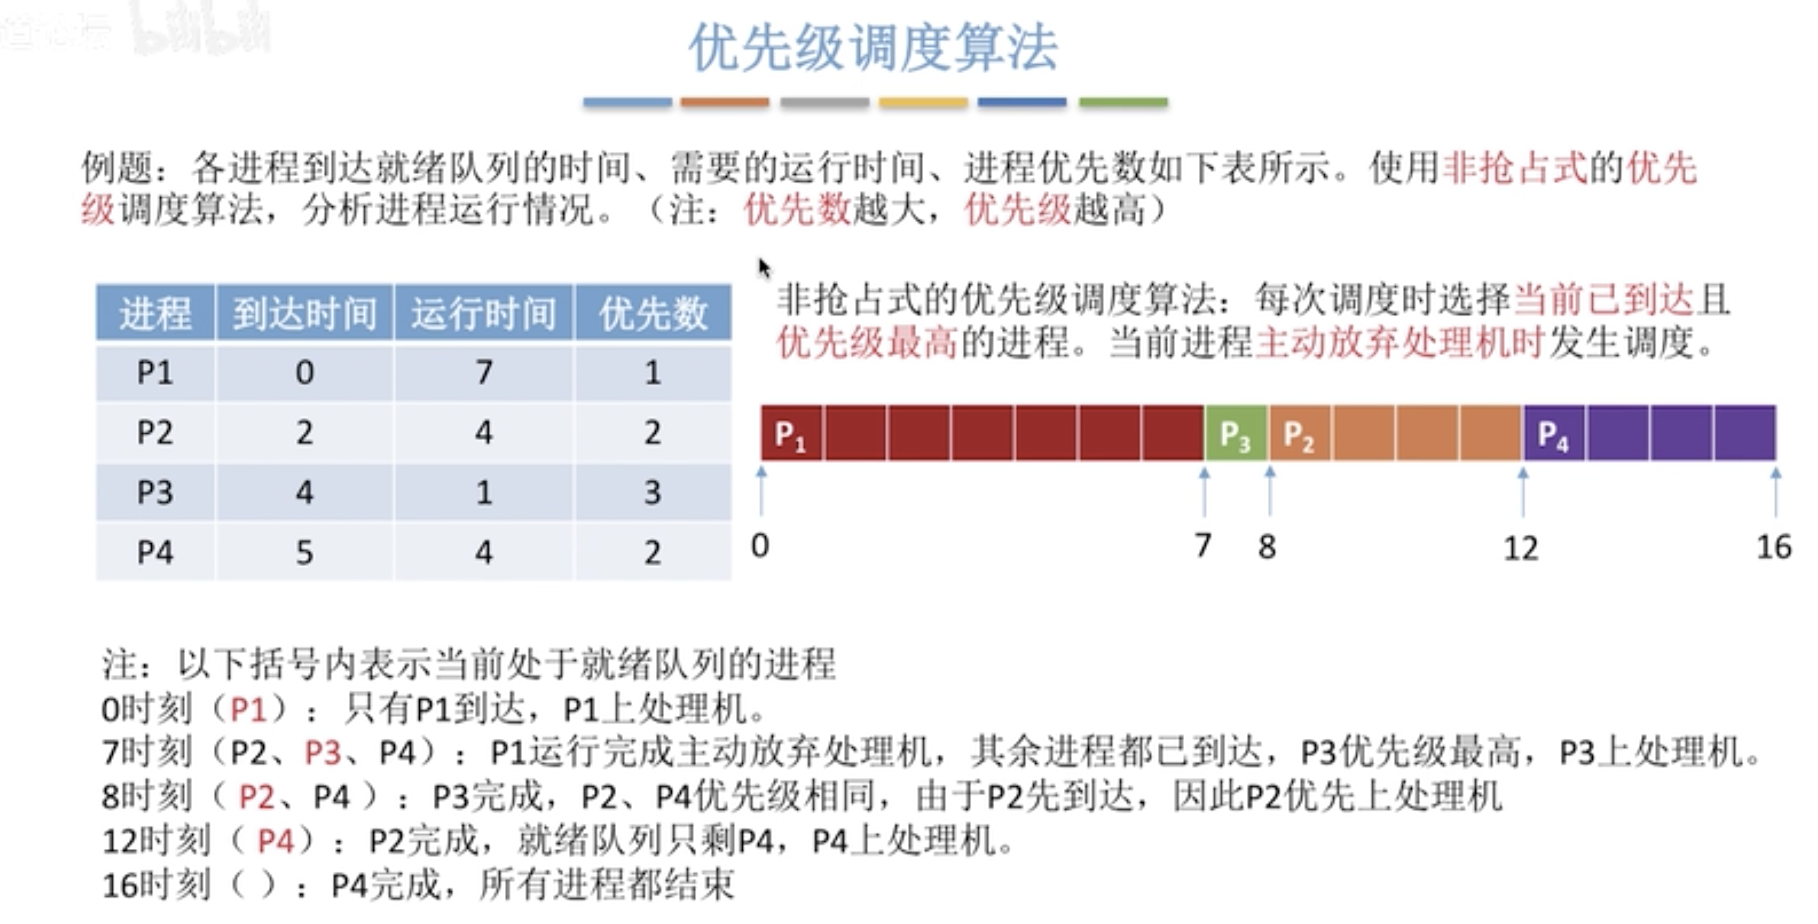 bilibili
优先级调度算法
例题：各进程到达就绪队列的时间、需要的运行时间、进程优先数如下表所示。使用非抢占式的优先
级调度算法，分析进程运行情况。（注：优先数越大，优先级越高）
进程 到达时间 运行时间 优先数
P1 0 7 1
P2 2 4 2
P3 4 1 3
P4 5 4 2
非抢占式的优先级调度算法：每次调度时选择当前已到达且
优先级最高的进程。当前进程主动放弃处理机时发生调度。
P₁ P₃ P₂ P₄
0 7 8 12 16
注：以下括号内表示当前处于就绪队列的进程
0时刻（P1）：只有P1到达，P1上处理机。
7时刻（P2、P3、P4）：P1运行完成主动放弃处理机，其余进程都已到达，P3优先级最高，P3上处理机。
8时刻（ P2、P4 ）：P3完成，P2、P4优先级相同，由于P2先到达，因此P2优先上处理机
12时刻（ P4）：P2完成，就绪队列只剩P4，P4上处理机。
16时刻（ ）：P4完成，所有进程都结束